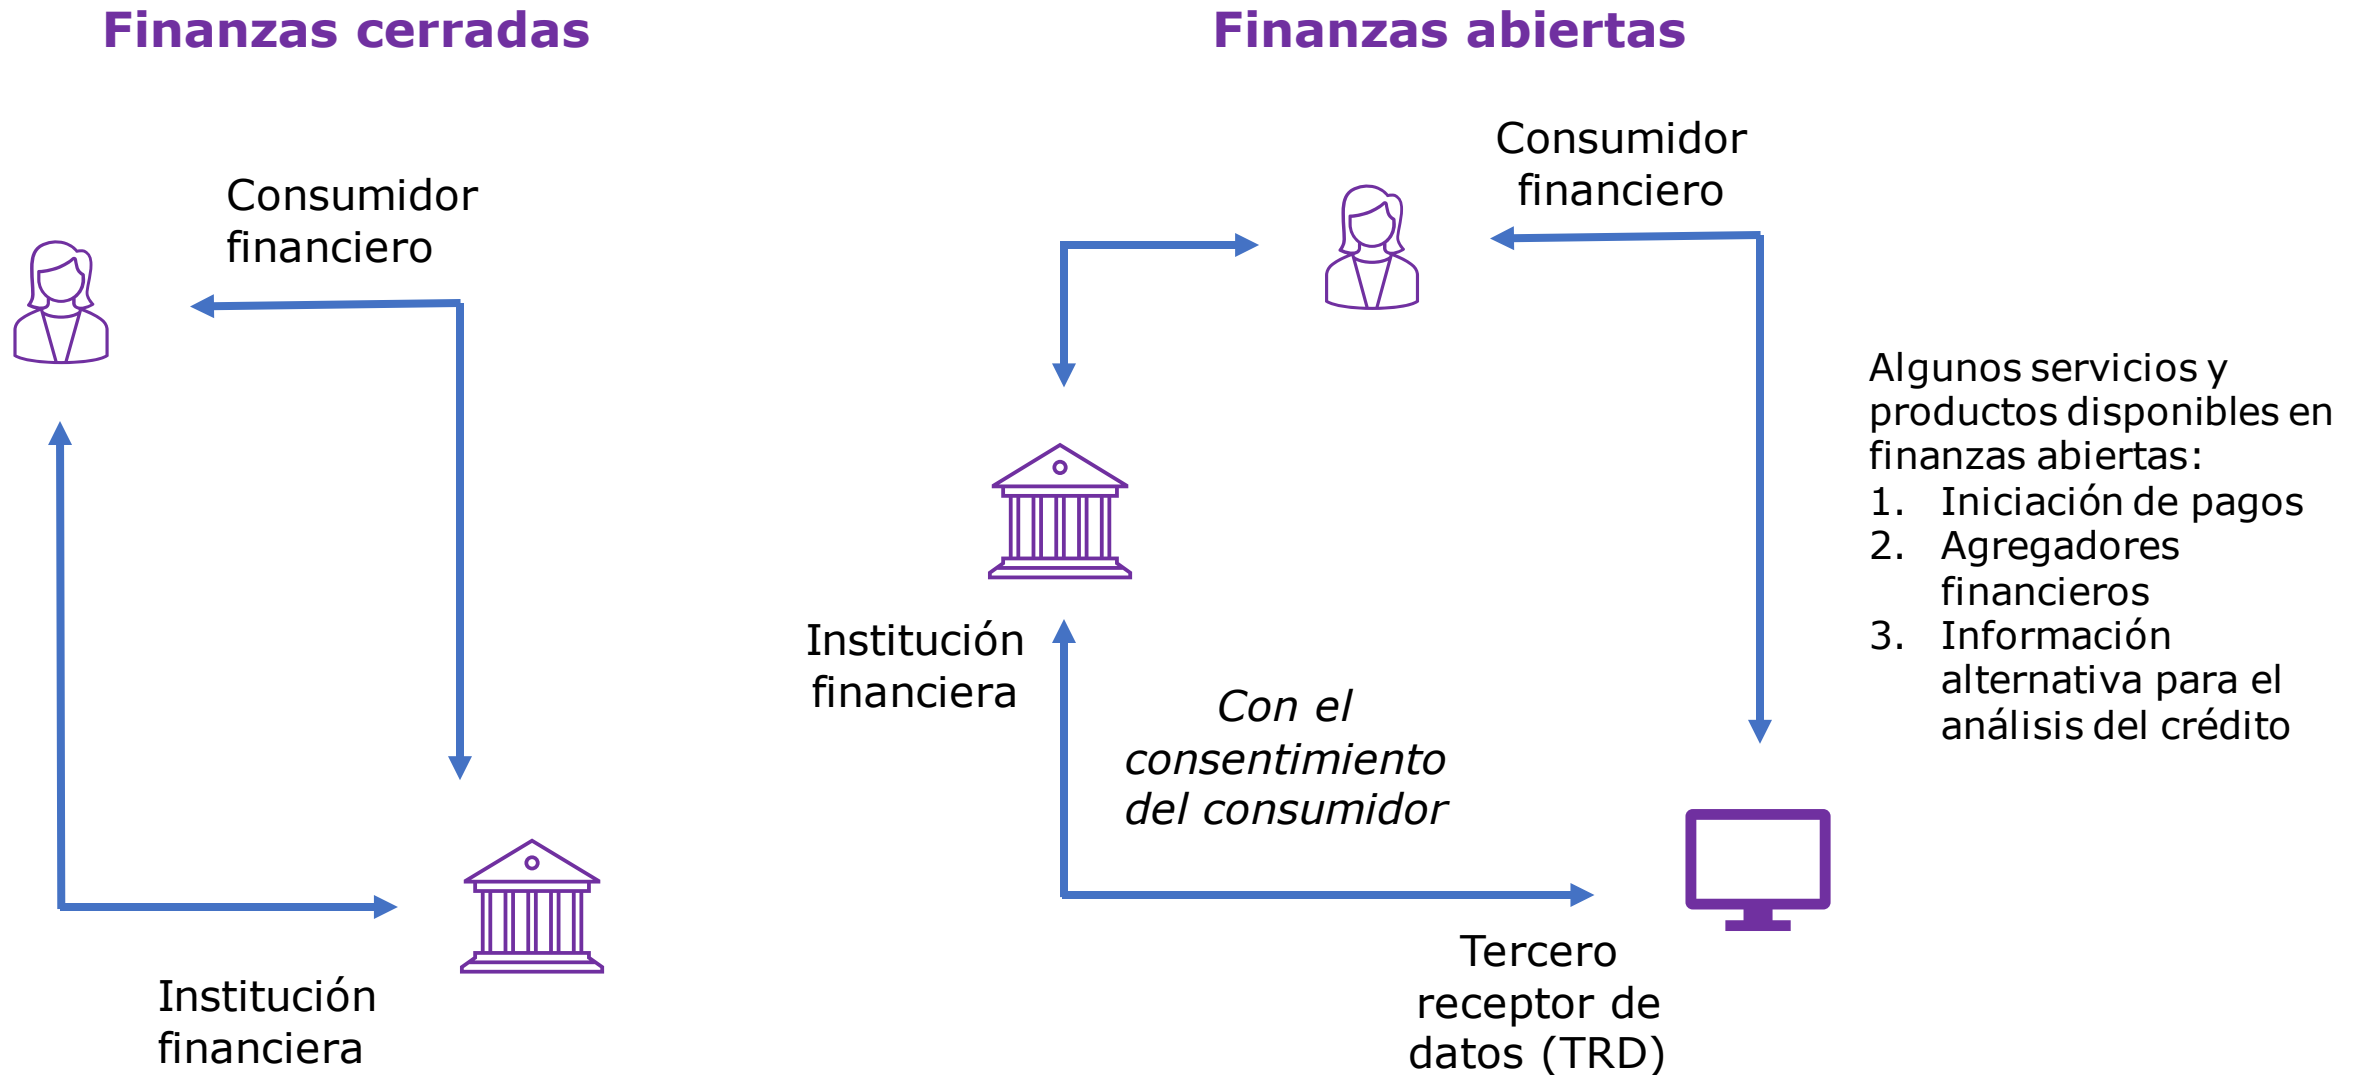 Finanzas cerradas
Consumidor
financiero
Institución
financiera
Finanzas abiertas
Consumidor
financiero
Institución
financiera
Con el
consentimiento
del consumidor
Tercero
receptor de
datos (TRD)
Algunos servicios y
productos disponibles en
finanzas abiertas:
1. Iniciación de pagos
2. Agregadores
financieros
3. Información
alternativa para el
análisis del crédito